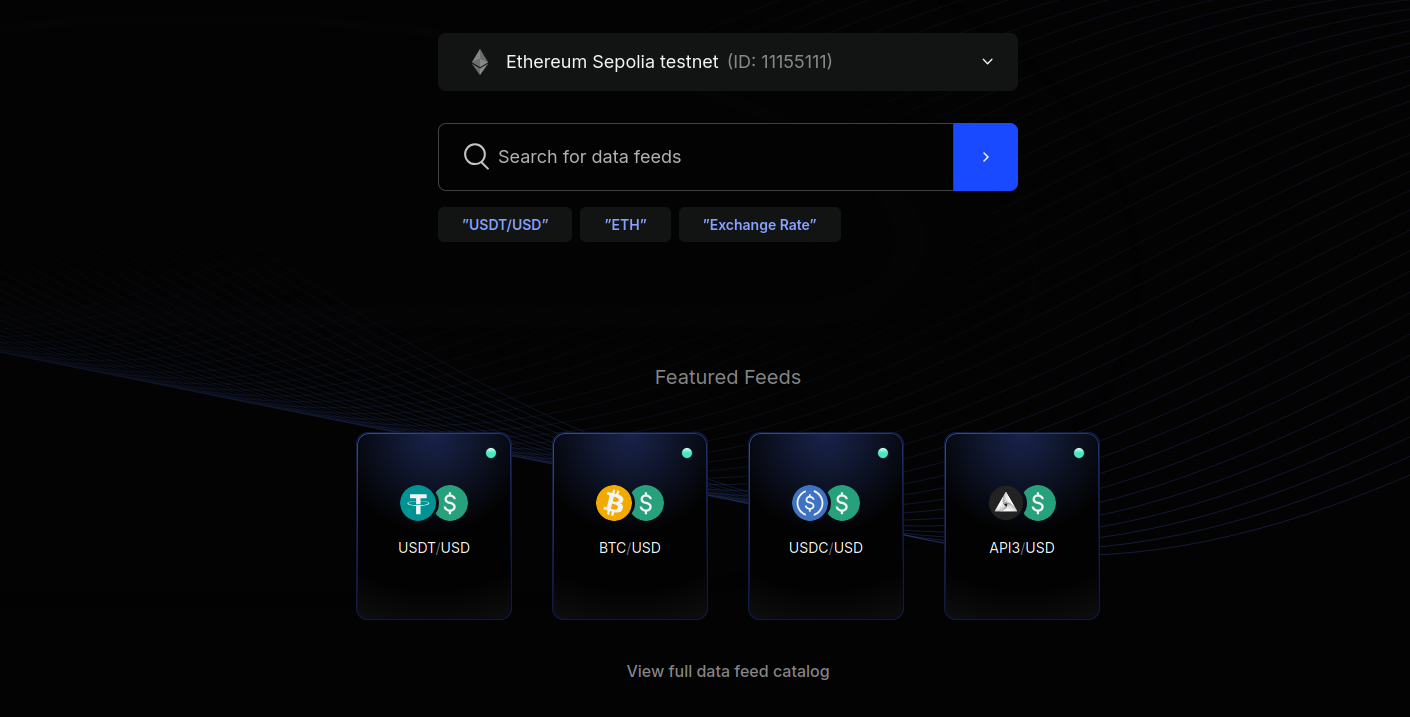 Ethereum Sepolia testnet (ID: 11155111)
Search for data feeds
”USDT/USD” ”ETH” ”Exchange Rate”
Featured Feeds
USDT/USD BTC/USD USDC/USD API3/USD
View full data feed catalog